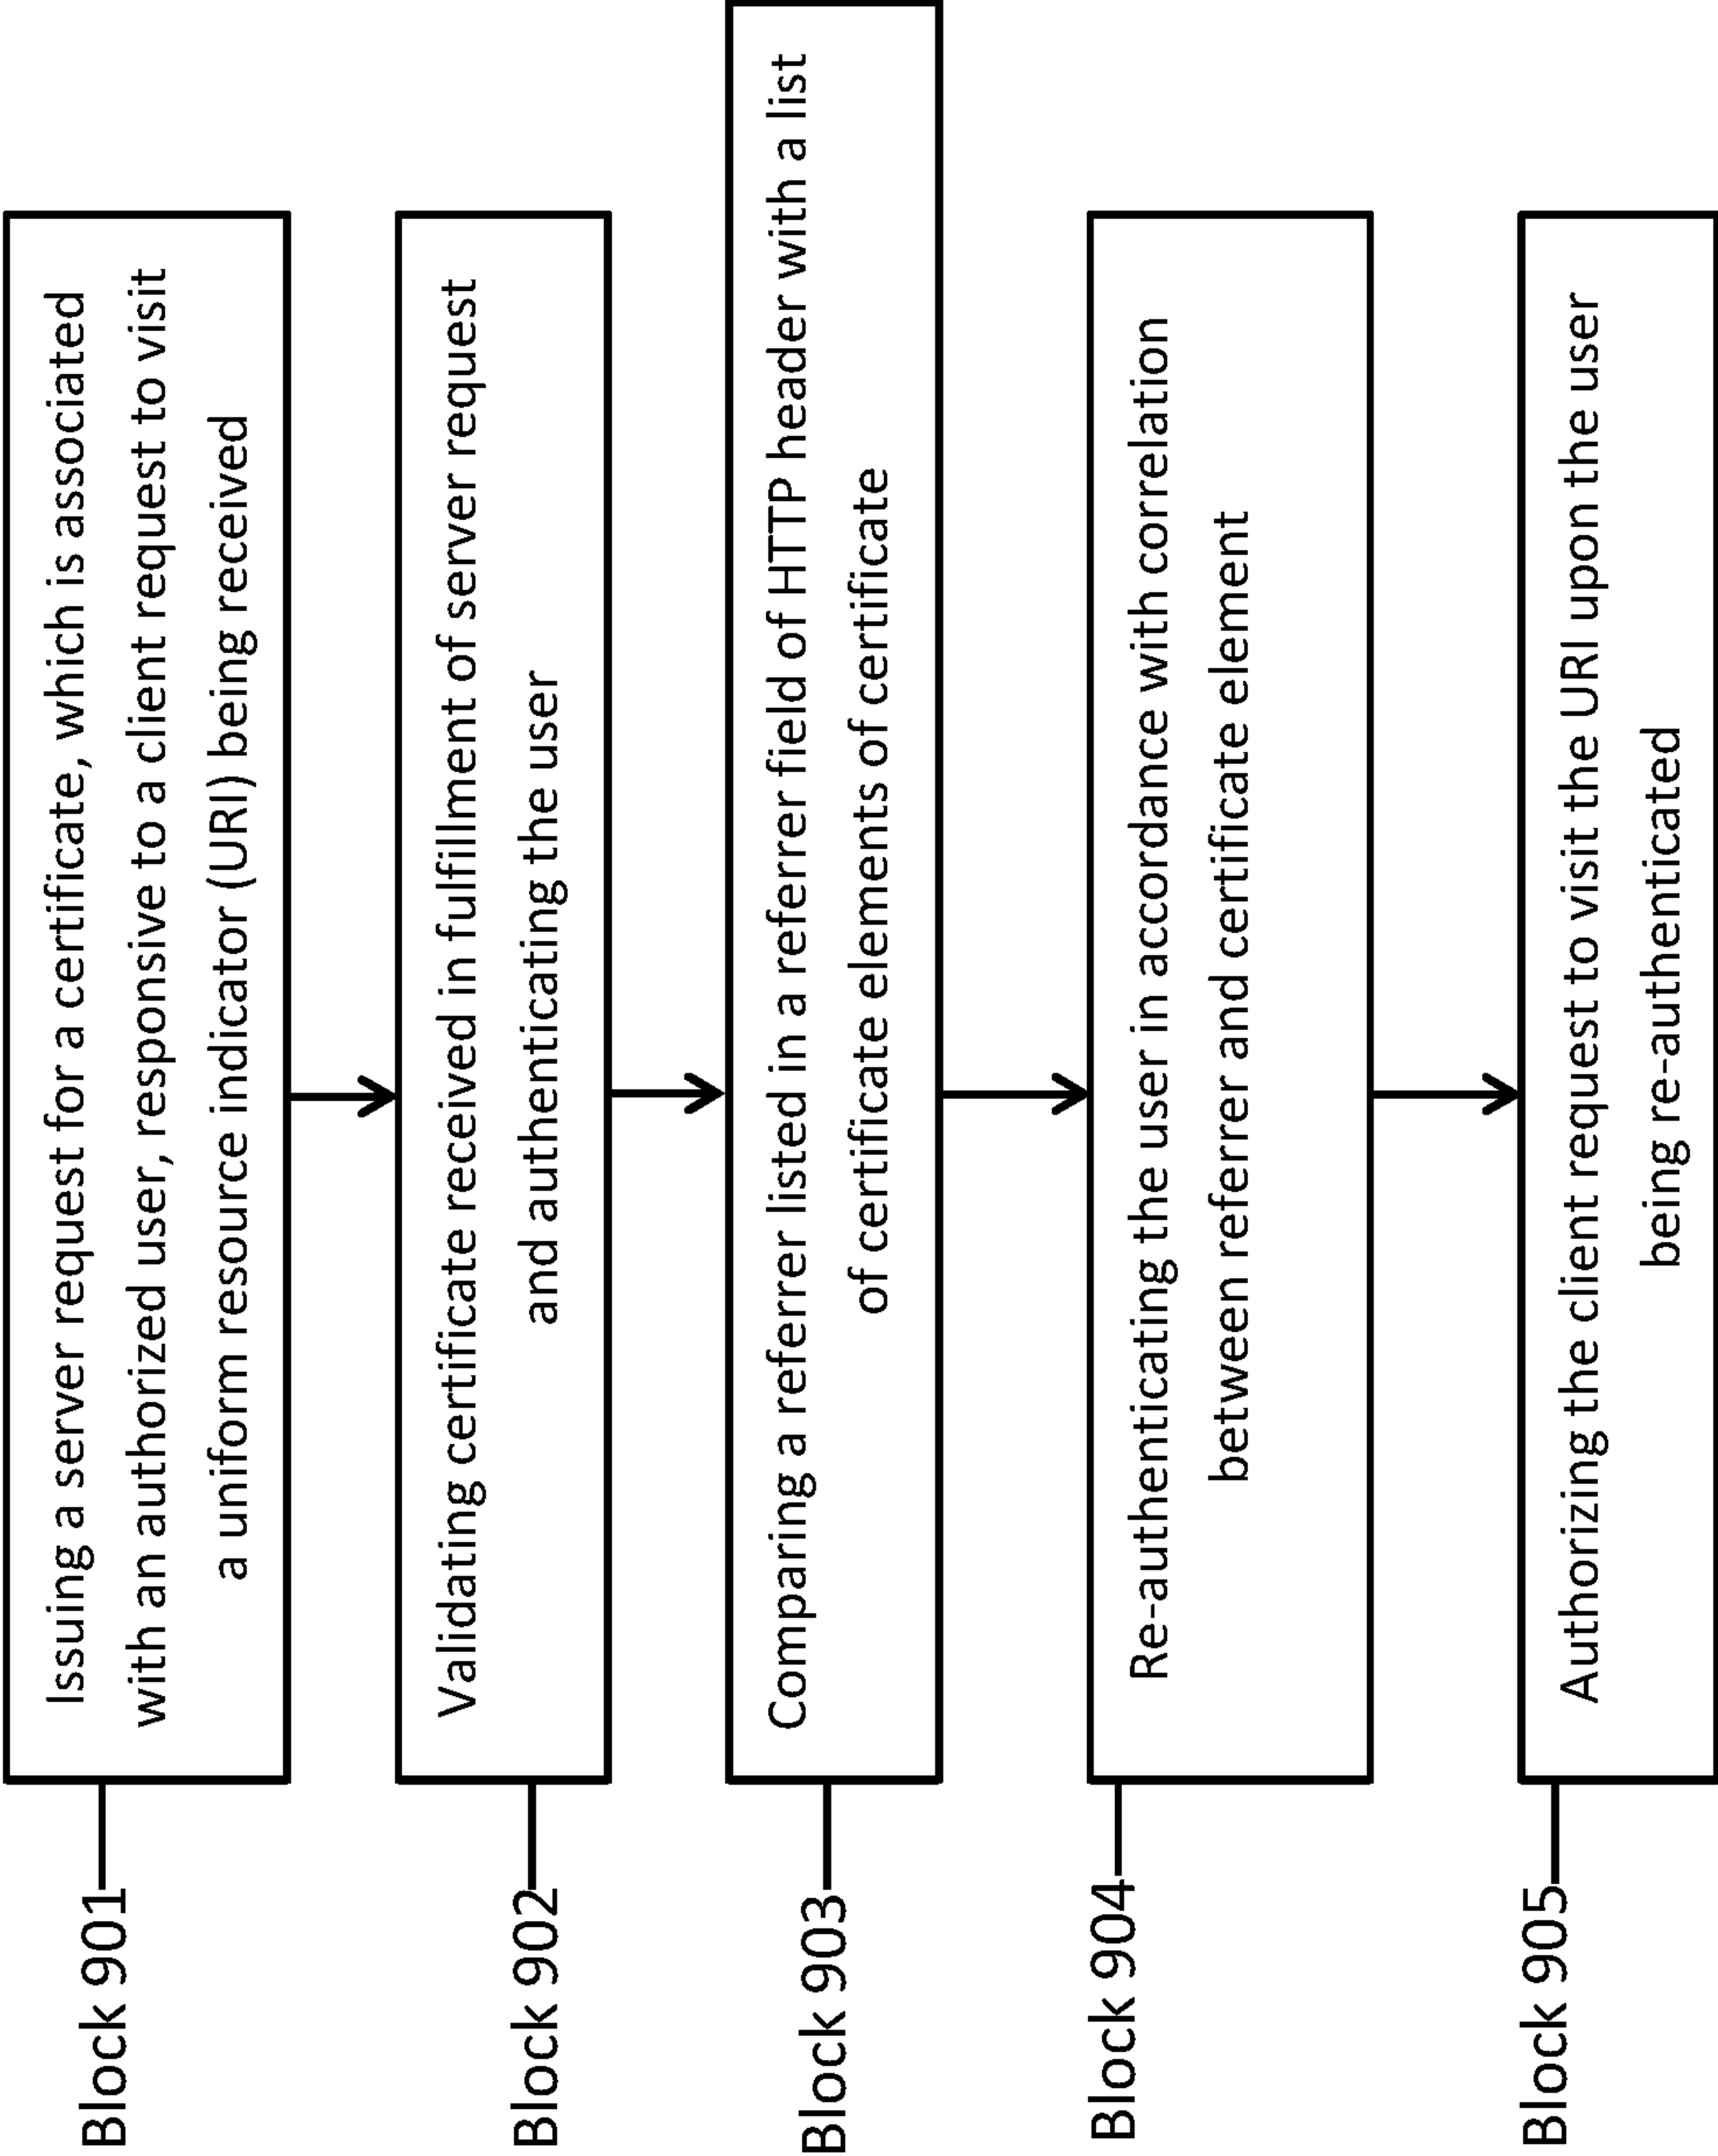 Block 901
Issuing a server request for a certificate, which is associated
with an authorized user, responsive to a client request to visit
a uniform resource indicator (URI) being received
Block 902
Validating certificate received in fulfillment of server request
and authenticating the user
Block 903
Comparing a referrer listed in a referrer field of HTTP header with a list
of certificate elements of certificate
Block 904
Re-authenticating the user in accordance with correlation
between referrer and certificate element
Block 905
Authorizing the client request to visit the URI upon the user
being re-authenticated